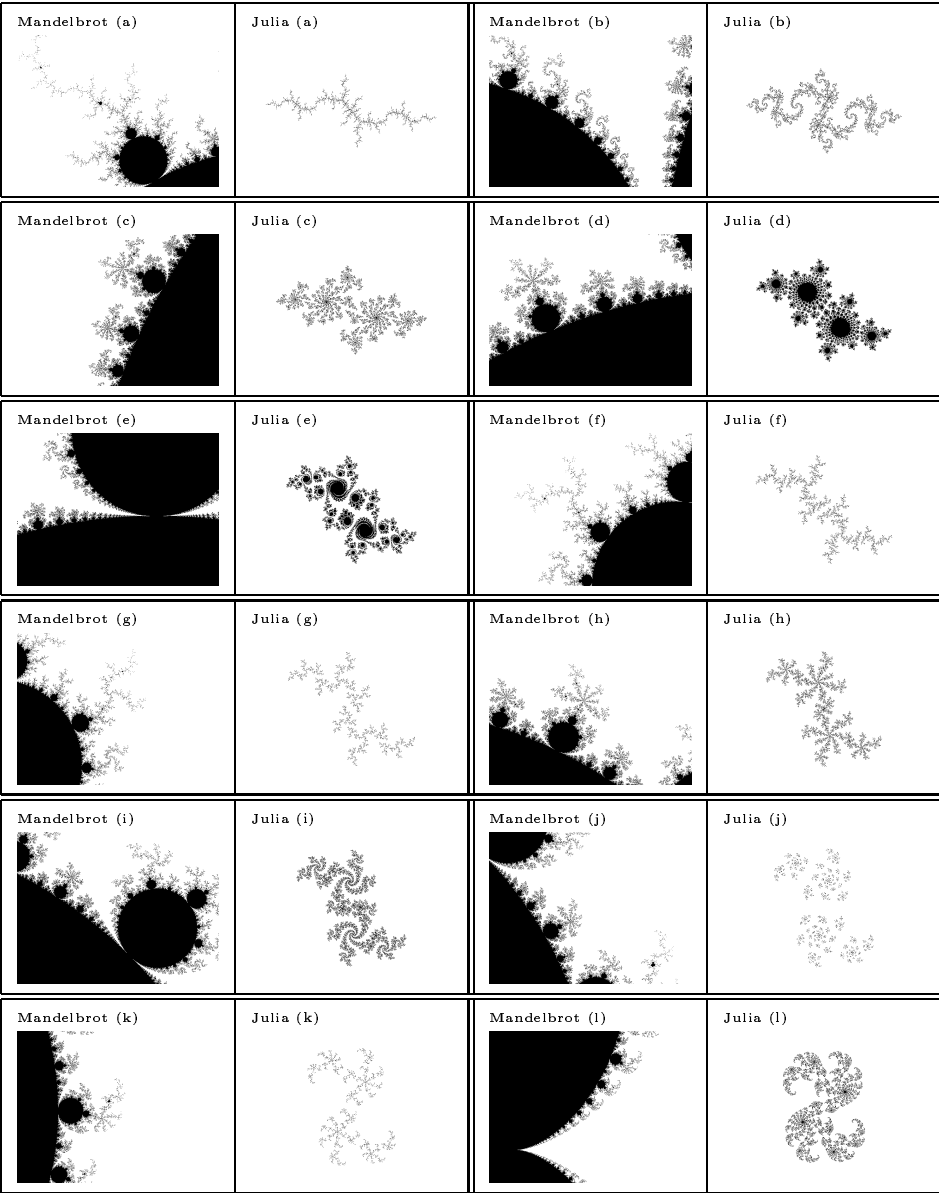 Mandelbrot (a)
Julia (a)
Mandelbrot (b)
Julia (b)
Mandelbrot (c)
Julia (c)
Mandelbrot (d)
Julia (d)
Mandelbrot (e)
Julia (e)
Mandelbrot (f)
Julia (f)
Mandelbrot (g)
Julia (g)
Mandelbrot (h)
Julia (h)
Mandelbrot (i)
Julia (i)
Mandelbrot (j)
Julia (j)
Mandelbrot (k)
Julia (k)
Mandelbrot (l)
Julia (l)